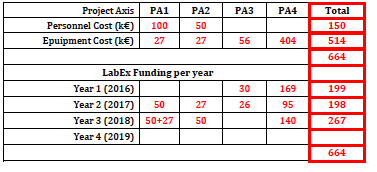 Project Axis PA1 PA2 PA3 PA4 Total
Personnel Cost (k€) 100 50 150
Epuipment Cost (k€) 27 27 56 404 514
664
LabEx Funding per year
Year 1 (2016) 30 169 199
Year 2 (2017) 50 27 26 95 198
Year 3 (2018) 50+27 50 140 267
Year 4 (2019)
664